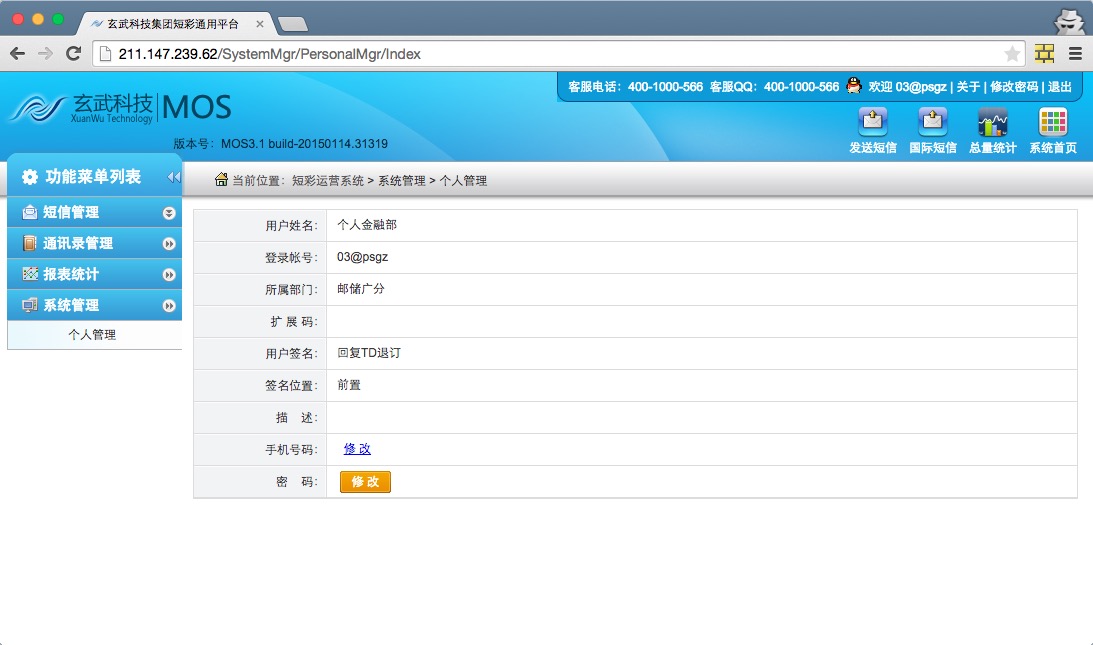 玄武科技集团短彩通用平台
211.147.239.62/SystemMgr/PersonalMgr/Index
客服电话：400-1000-566 客服QQ：400-1000-566 欢迎 03@psgz | 关于 | 修改密码 | 退出
玄武科技 MOS
XuanWu Technology
版本号：MOS3.1 build-20150114.31319
发送短信 国际短信 总量统计 系统首页
功能菜单列表
当前位置：短彩运营系统 > 系统管理 > 个人管理
短信管理
通讯录管理
报表统计
系统管理
个人管理
用户姓名： 个人金融部
登录帐号： 03@psgz
所属部门： 邮储广分
扩 展 码：
用户签名： 回复TD退订
签名位置： 前置
描 述：
手机号码： 修 改
密 码： 修 改